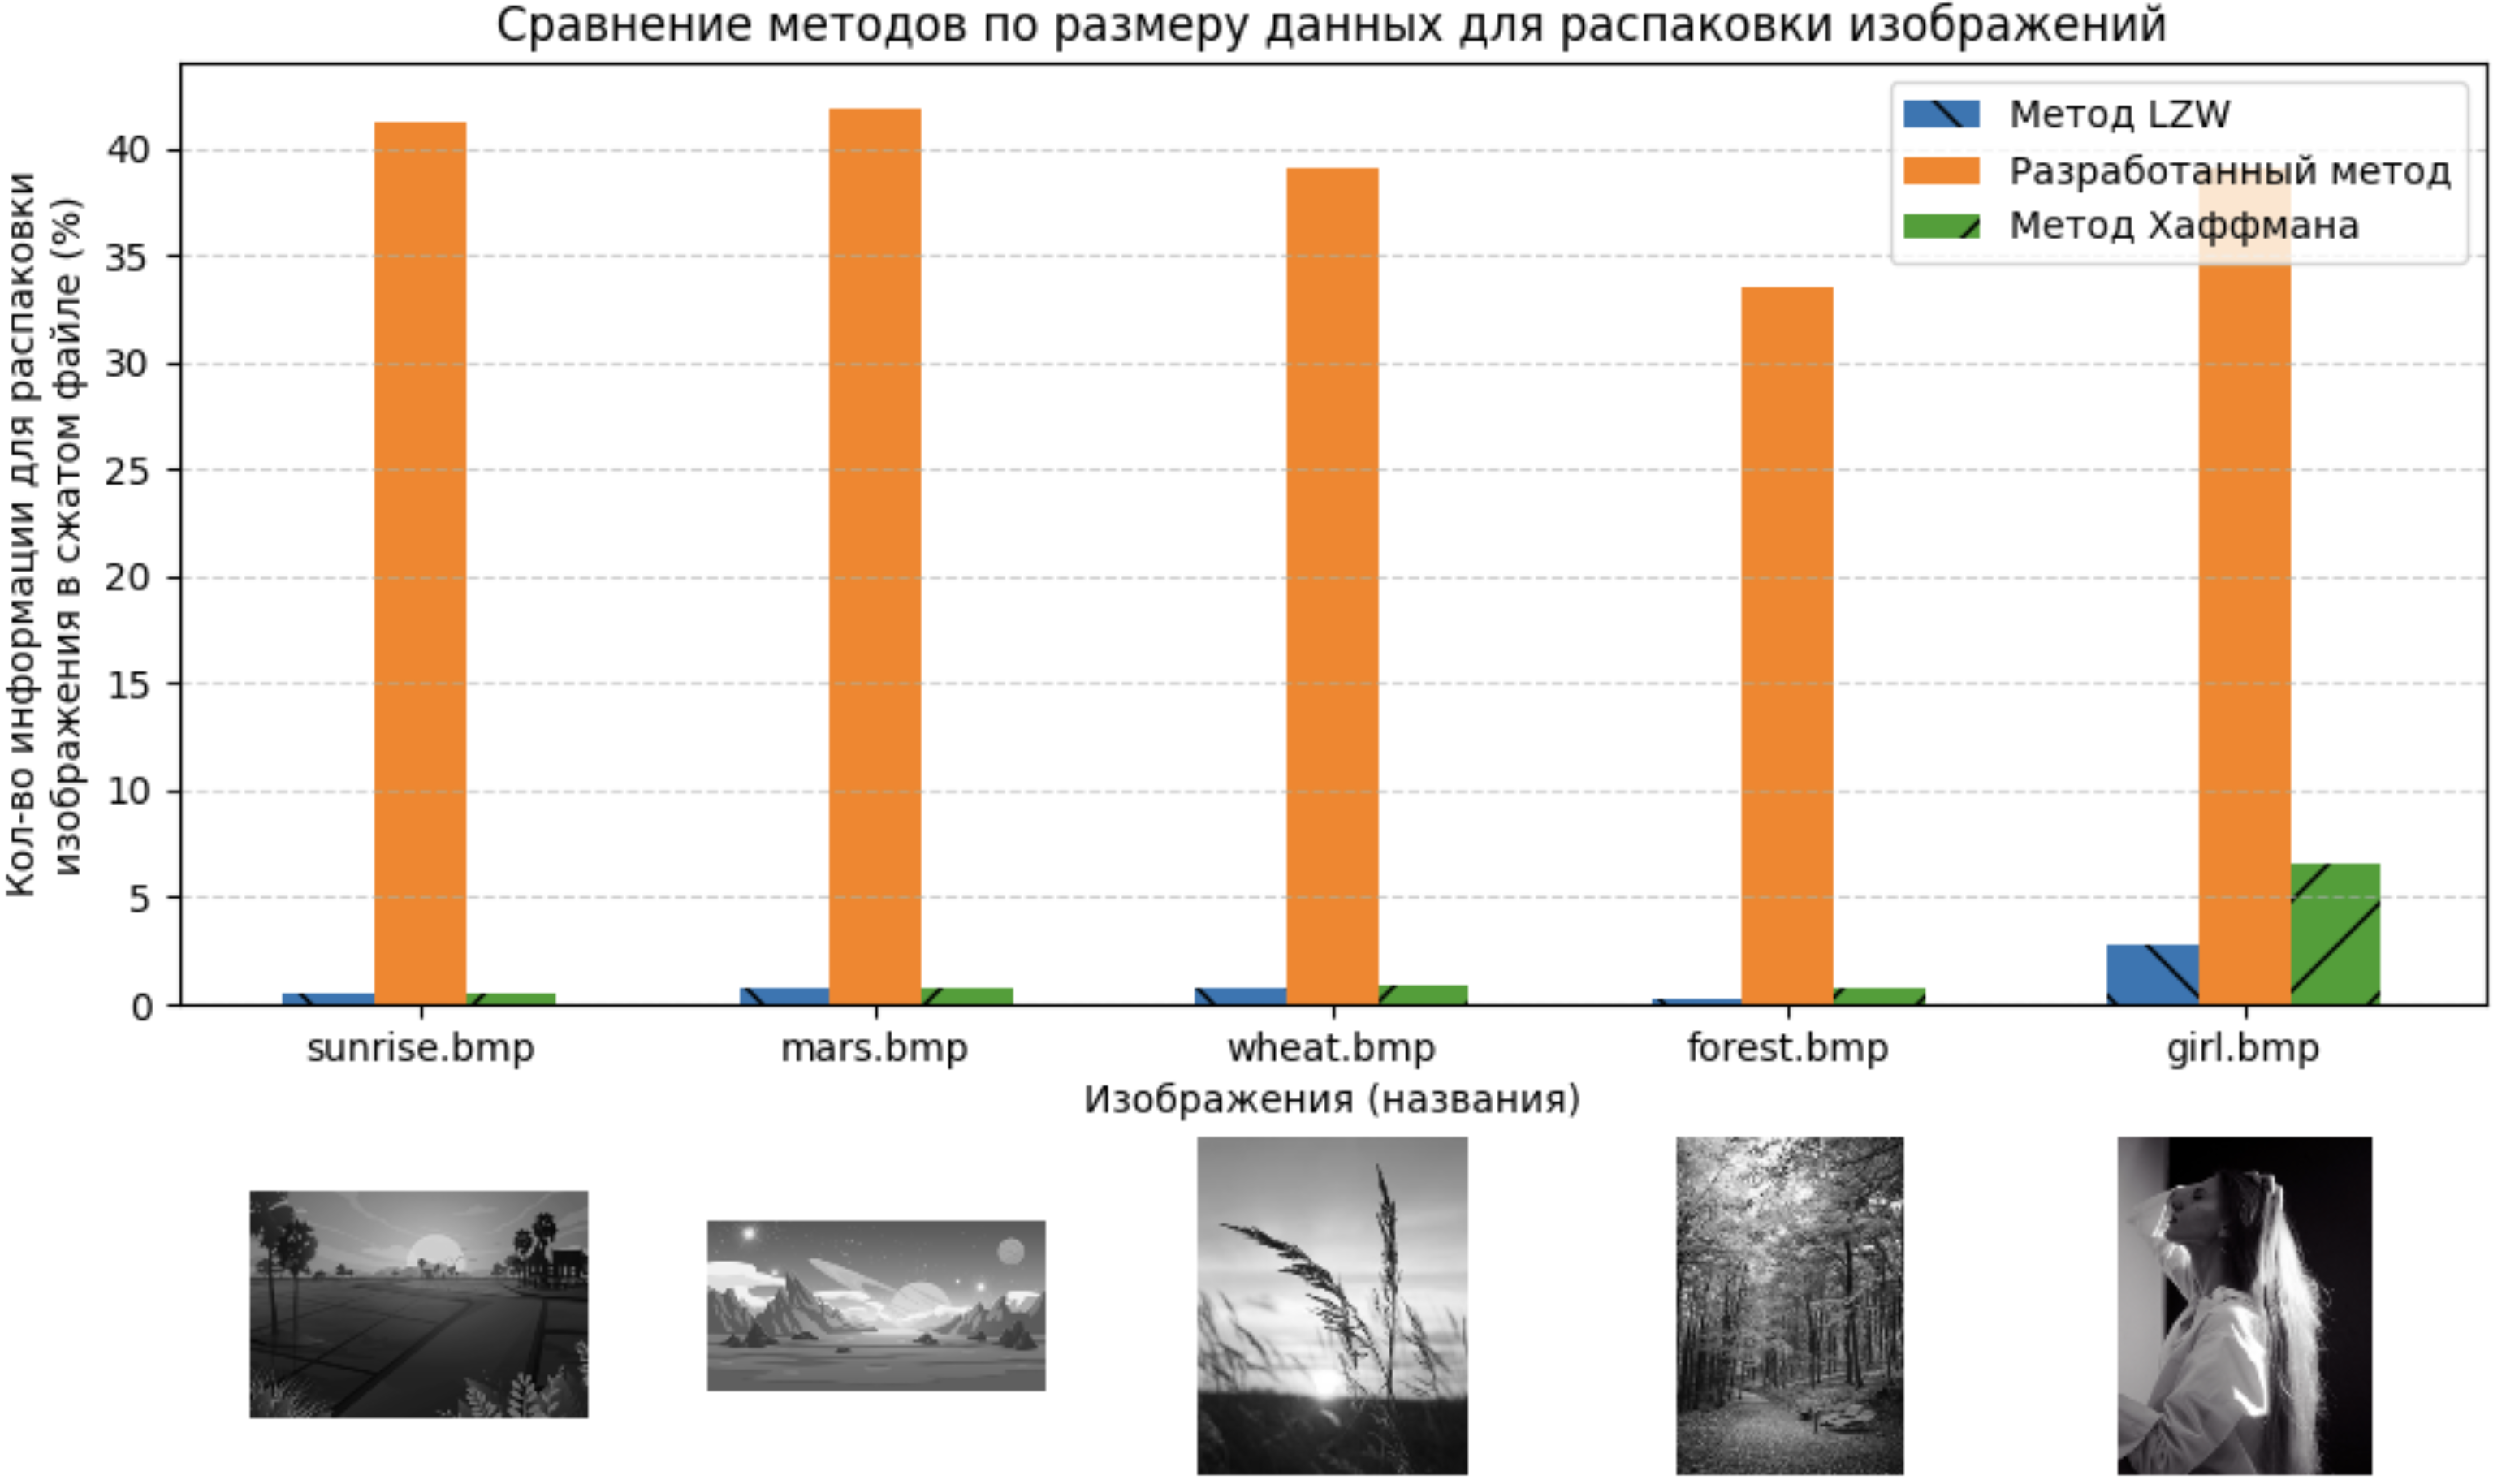 Сравнение методов по размеру данных для распаковки изображений
Кол-во информации для распаковки
изображения в сжатом файле (%)
40
35
30
25
20
15
10
5
0
Метод LZW
Разработанный метод
Метод Хаффмана
sunrise.bmp
mars.bmp
wheat.bmp
forest.bmp
girl.bmp
Изображения (названия)